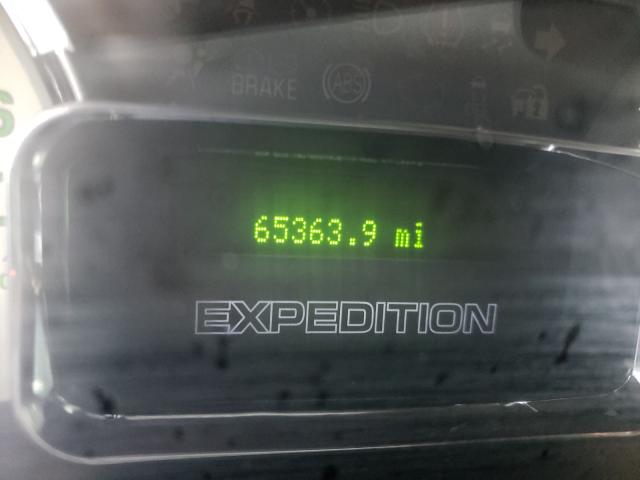 BRAKE (ABS)
65363.9 mi
EXPEDITION